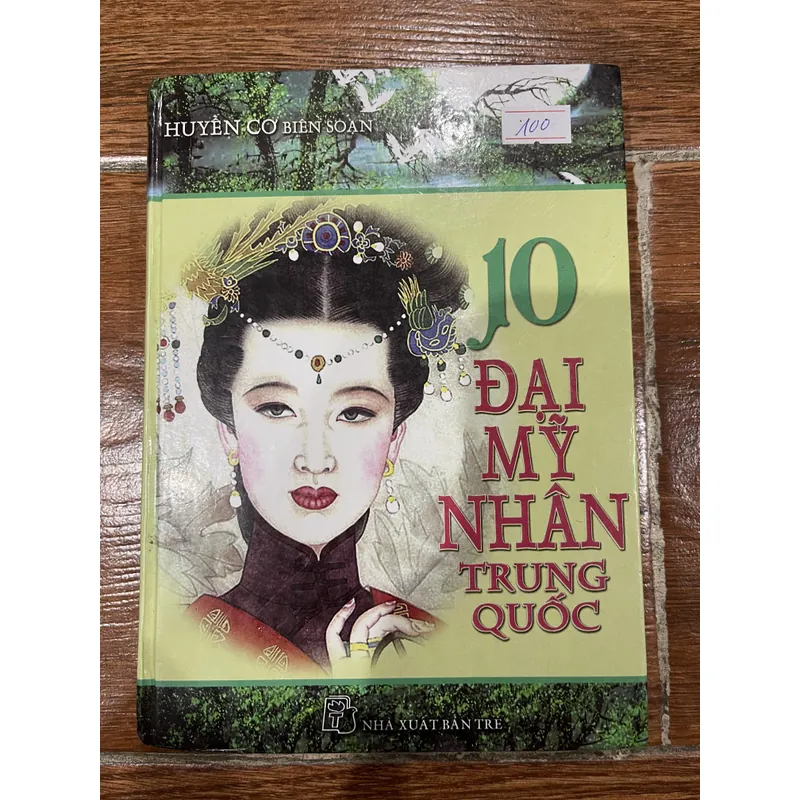 HUYỀN CƠ BIÊN SOẠN
100
10
ĐẠI
MỸ
NHÂN
TRUNG
QUỐC
NHÀ XUẤT BẢN TRẺ